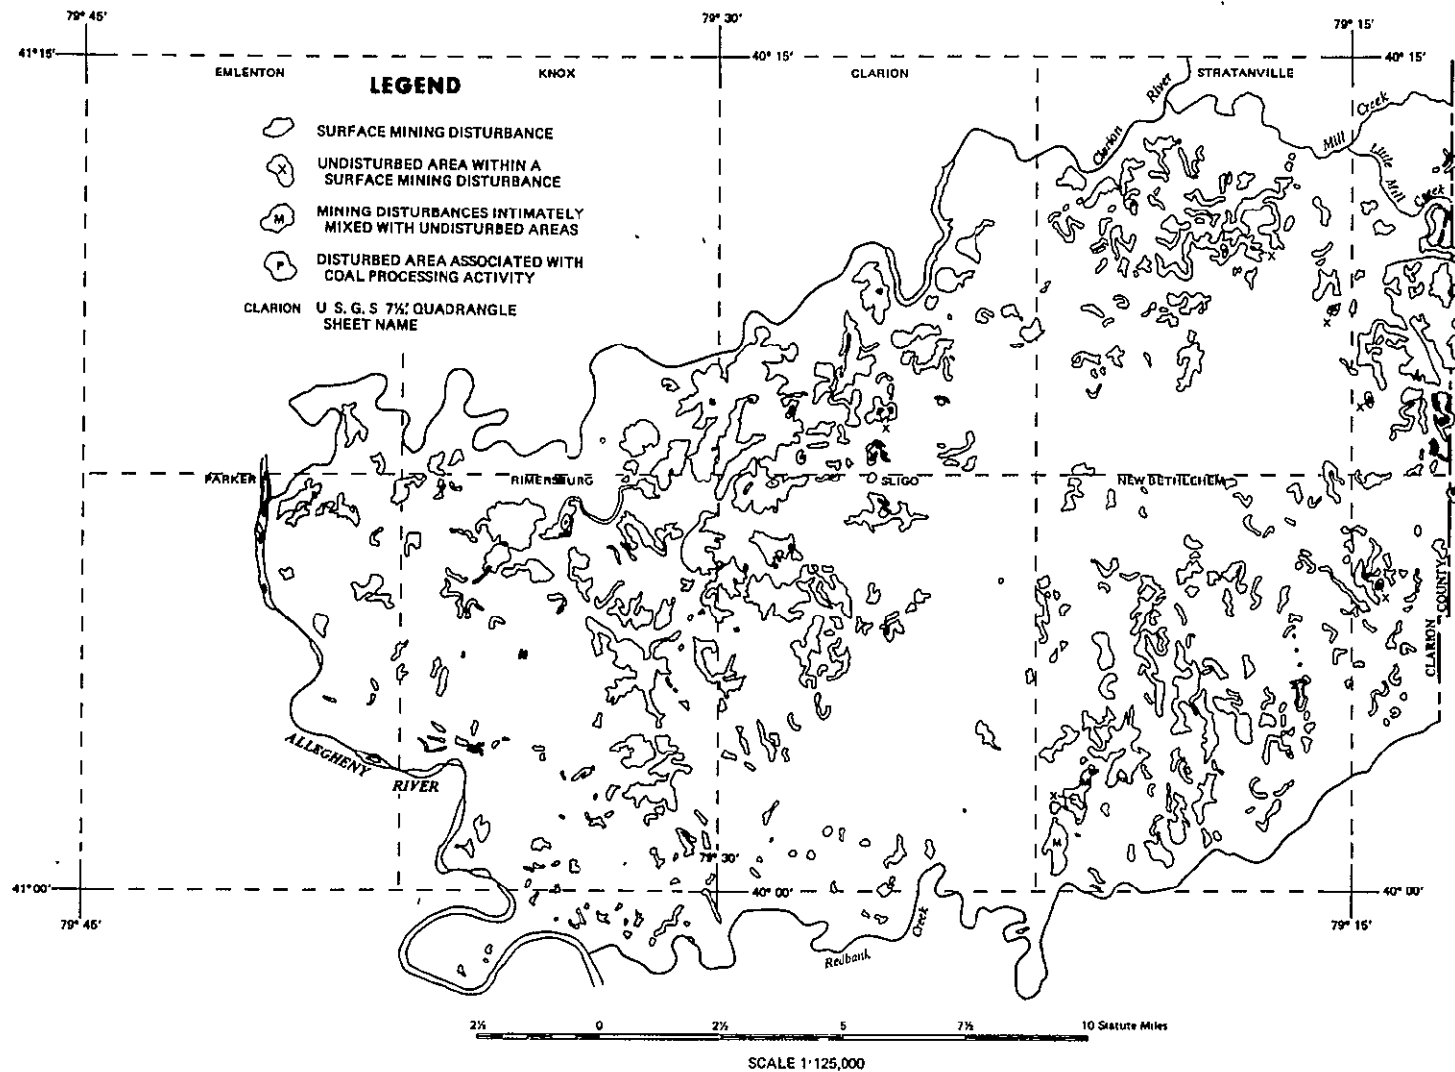 79° 45'
79° 30'
79° 15'
41° 15'
40° 15'
40° 15'
EMLENTON
KNOX
CLARION
STRATANVILLE
LEGEND
SURFACE MINING DISTURBANCE
X
UNDISTURBED AREA WITHIN A
SURFACE MINING DISTURBANCE
M
MINING DISTURBANCES INTIMATELY
MIXED WITH UNDISTURBED AREAS
P
DISTURBED AREA ASSOCIATED WITH
COAL PROCESSING ACTIVITY
CLARION U S. G. S 7½' QUADRANGLE
SHEET NAME
Clarion River
Mill Creek
Little Mill Creek
X
X
X
X
PARKER
RIMERSBURG
SLIGO
NEW BETHLEHEM
P
X
CLARION COUNTY
ALLEGHENY
RIVER
X
M
M
79° 30'
41° 00'
40° 00'
40° 00'
79° 45'
79° 15'
Redbank Creek
2½ 0 2½ 5 7½ 10 Statute Miles
SCALE 1:125,000